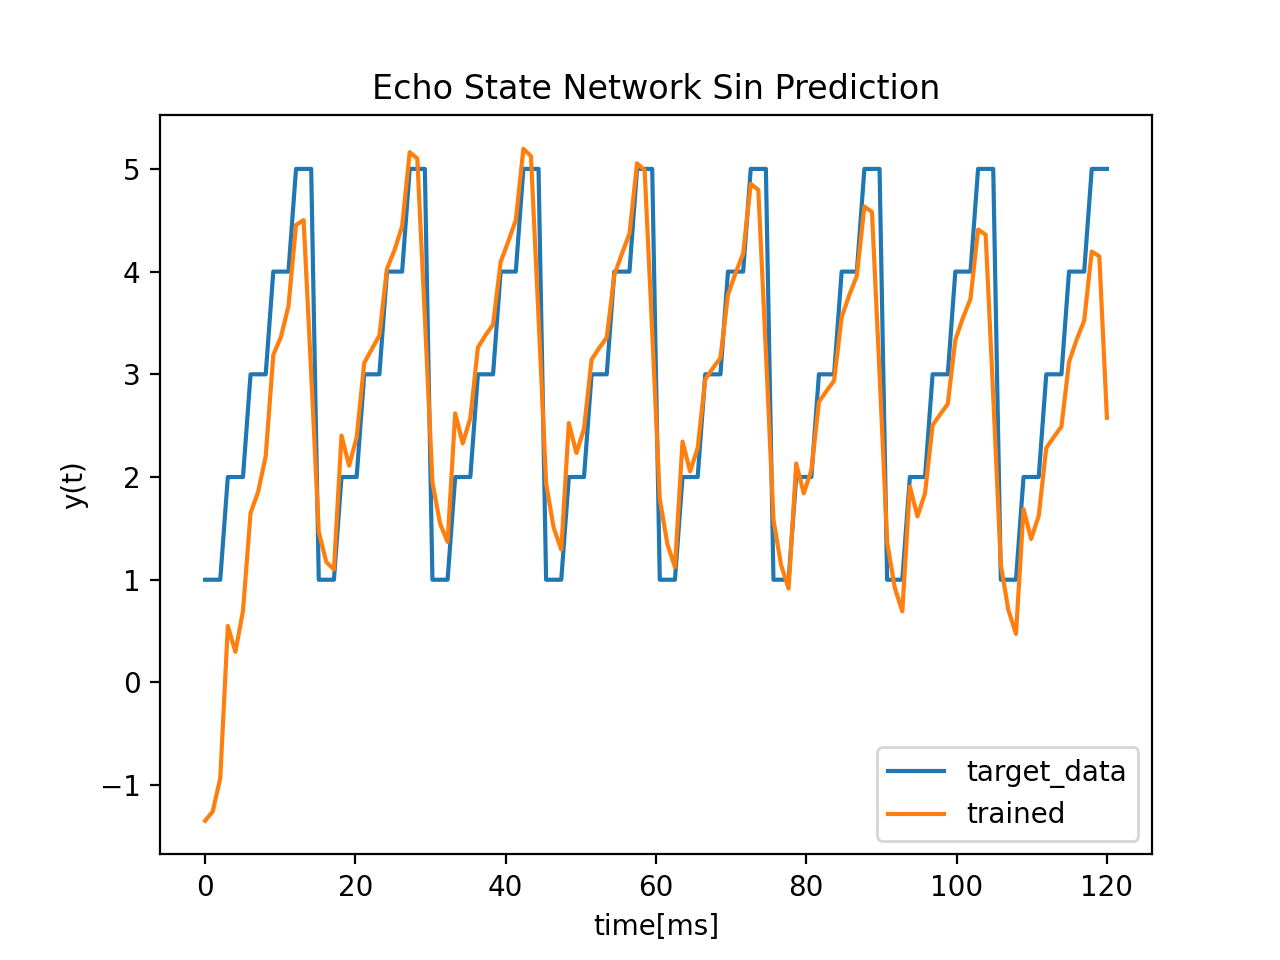 Echo State Network Sin Prediction
y(t)
5
4
3
2
1
0
−1
0 20 40 60 80 100 120
time[ms]
target_data
trained